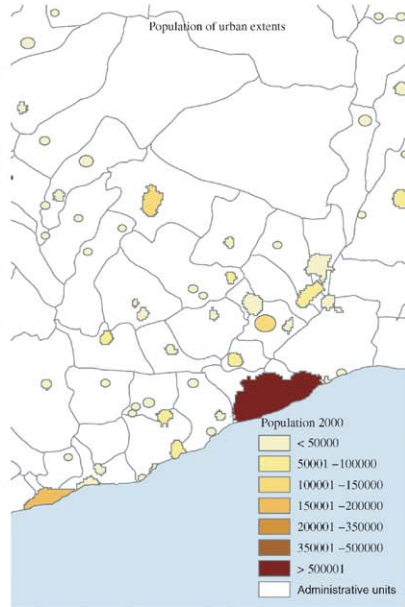 Population of urban extents
Population 2000
< 50000
50001 –100000
100001 –150000
150001 –200000
200001 –350000
350001 –500000
> 500001
Administrative units